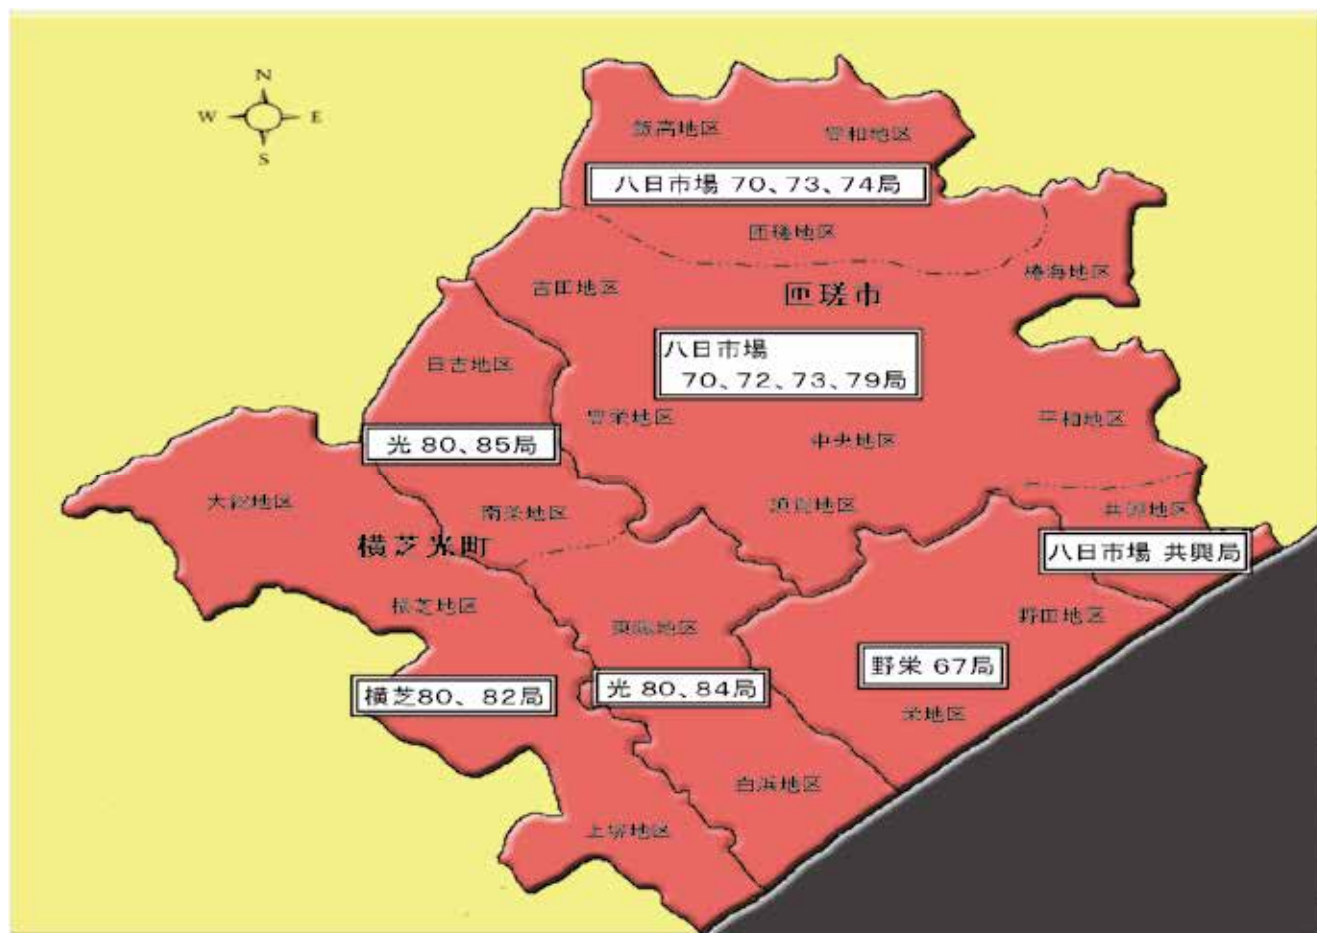 N
W E
S
飯高地区
豊和地区
八日市場 70、73、74局
匝瑳地区
椿海地区
吉田地区
匝瑳市
八日市場
70、72、73、79局
日吉地区
豊栄地区
中央地区
平和地区
光 80、85局
大総地区
南条地区
須賀地区
共興地区
横芝光町
八日市場 共興局
横芝地区
東陽地区
野田地区
野栄 67局
横芝80、82局
光 80、84局
栄地区
白浜地区
上堺地区